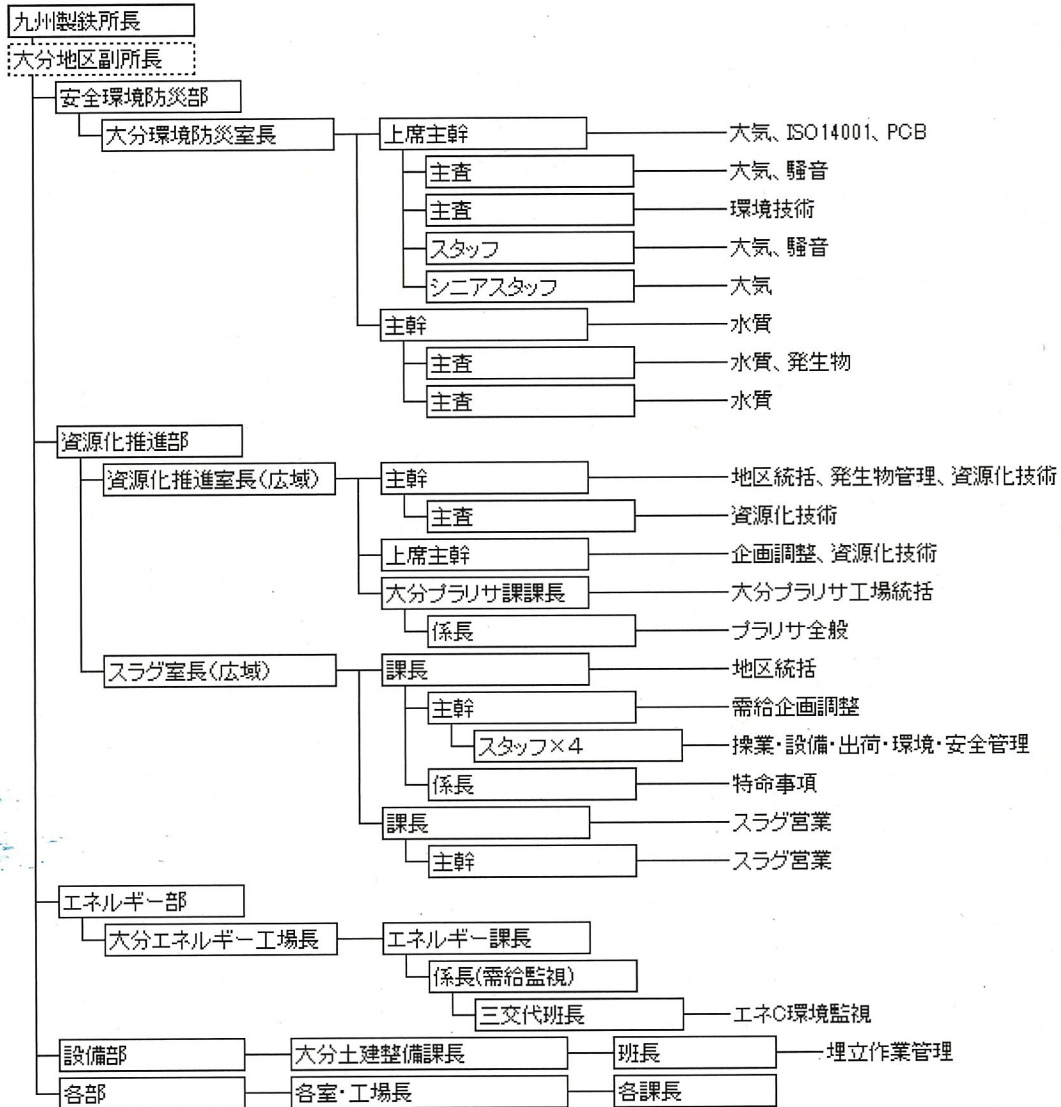 九州製鉄所長
大分地区副所長
安全環境防災部
大分環境防災室長 上席主幹 大気、ISO14001、PCB
主査 大気、騒音
主査 環境技術
スタッフ 大気、騒音
シニアスタッフ 大気
主幹 水質
主査 水質、発生物
主査 水質
資源化推進部
資源化推進室長(広域) 主幹 地区統括、発生物管理、資源化技術
主査 資源化技術
上席主幹 企画調整、資源化技術
大分プラリサ課課長 大分プラリサ工場統括
係長 プラリサ全般
スラグ室長(広域) 課長 地区統括
主幹 需給企画調整
スタッフ×4 操業・設備・出荷・環境・安全管理
係長 特命事項
課長 スラグ営業
主幹 スラグ営業
エネルギー部
大分エネルギー工場長 エネルギー課長
係長(需給監視)
三交代班長 エネC環境監視
設備部 大分土建整備課長 班長 埋立作業管理
各部 各室・工場長 各課長